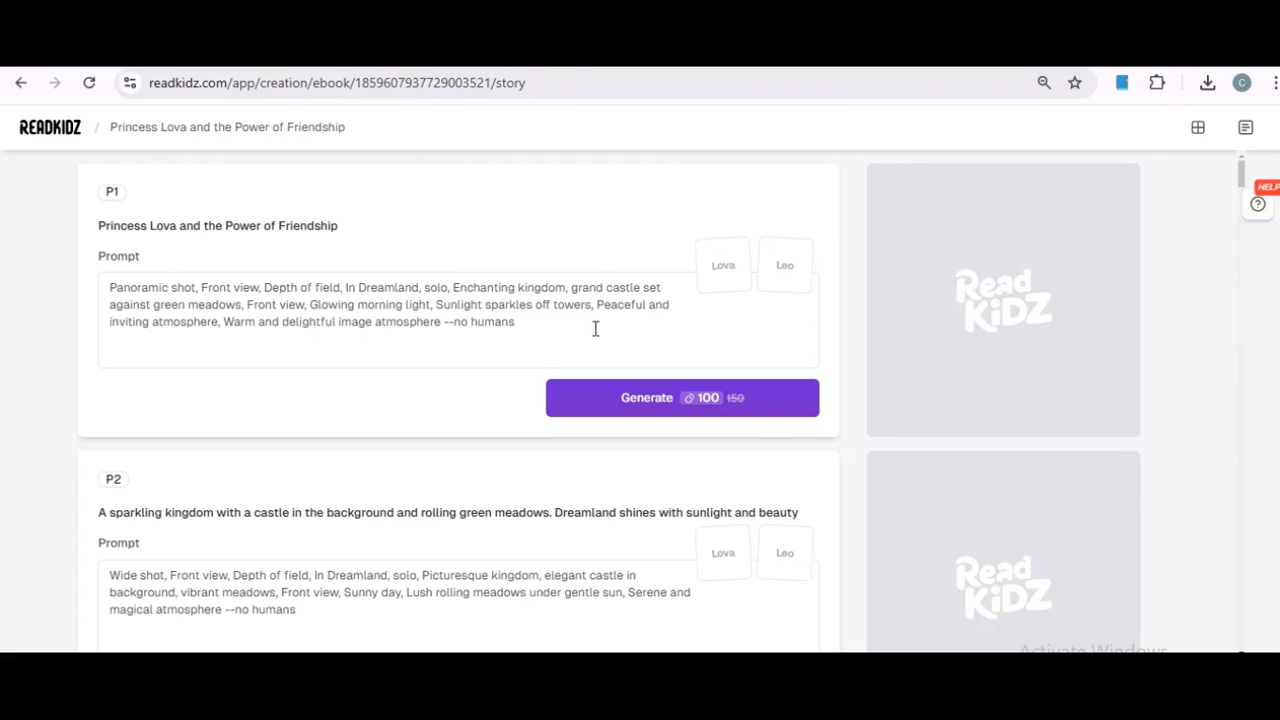 readkidz.com/app/creation/ebook/1859607937729003521/story
C
READKIDZ / Princess Lova and the Power of Friendship
HELP
P1
Princess Lova and the Power of Friendship
Prompt
Lova
Leo
Panoramic shot, Front view, Depth of field, In Dreamland, solo, Enchanting kingdom, grand castle set
against green meadows, Front view, Glowing morning light, Sunlight sparkles off towers, Peaceful and
inviting atmosphere, Warm and delightful image atmosphere --no humans
Generate 100 150
Read
KiDZ
P2
A sparkling kingdom with a castle in the background and rolling green meadows. Dreamland shines with sunlight and beauty
Prompt
Lova
Leo
Wide shot, Front view, Depth of field, In Dreamland, solo, Picturesque kingdom, elegant castle in
background, vibrant meadows, Front view, Sunny day, Lush rolling meadows under gentle sun, Serene and
magical atmosphere --no humans
Read
KiDZ
Activate Windows